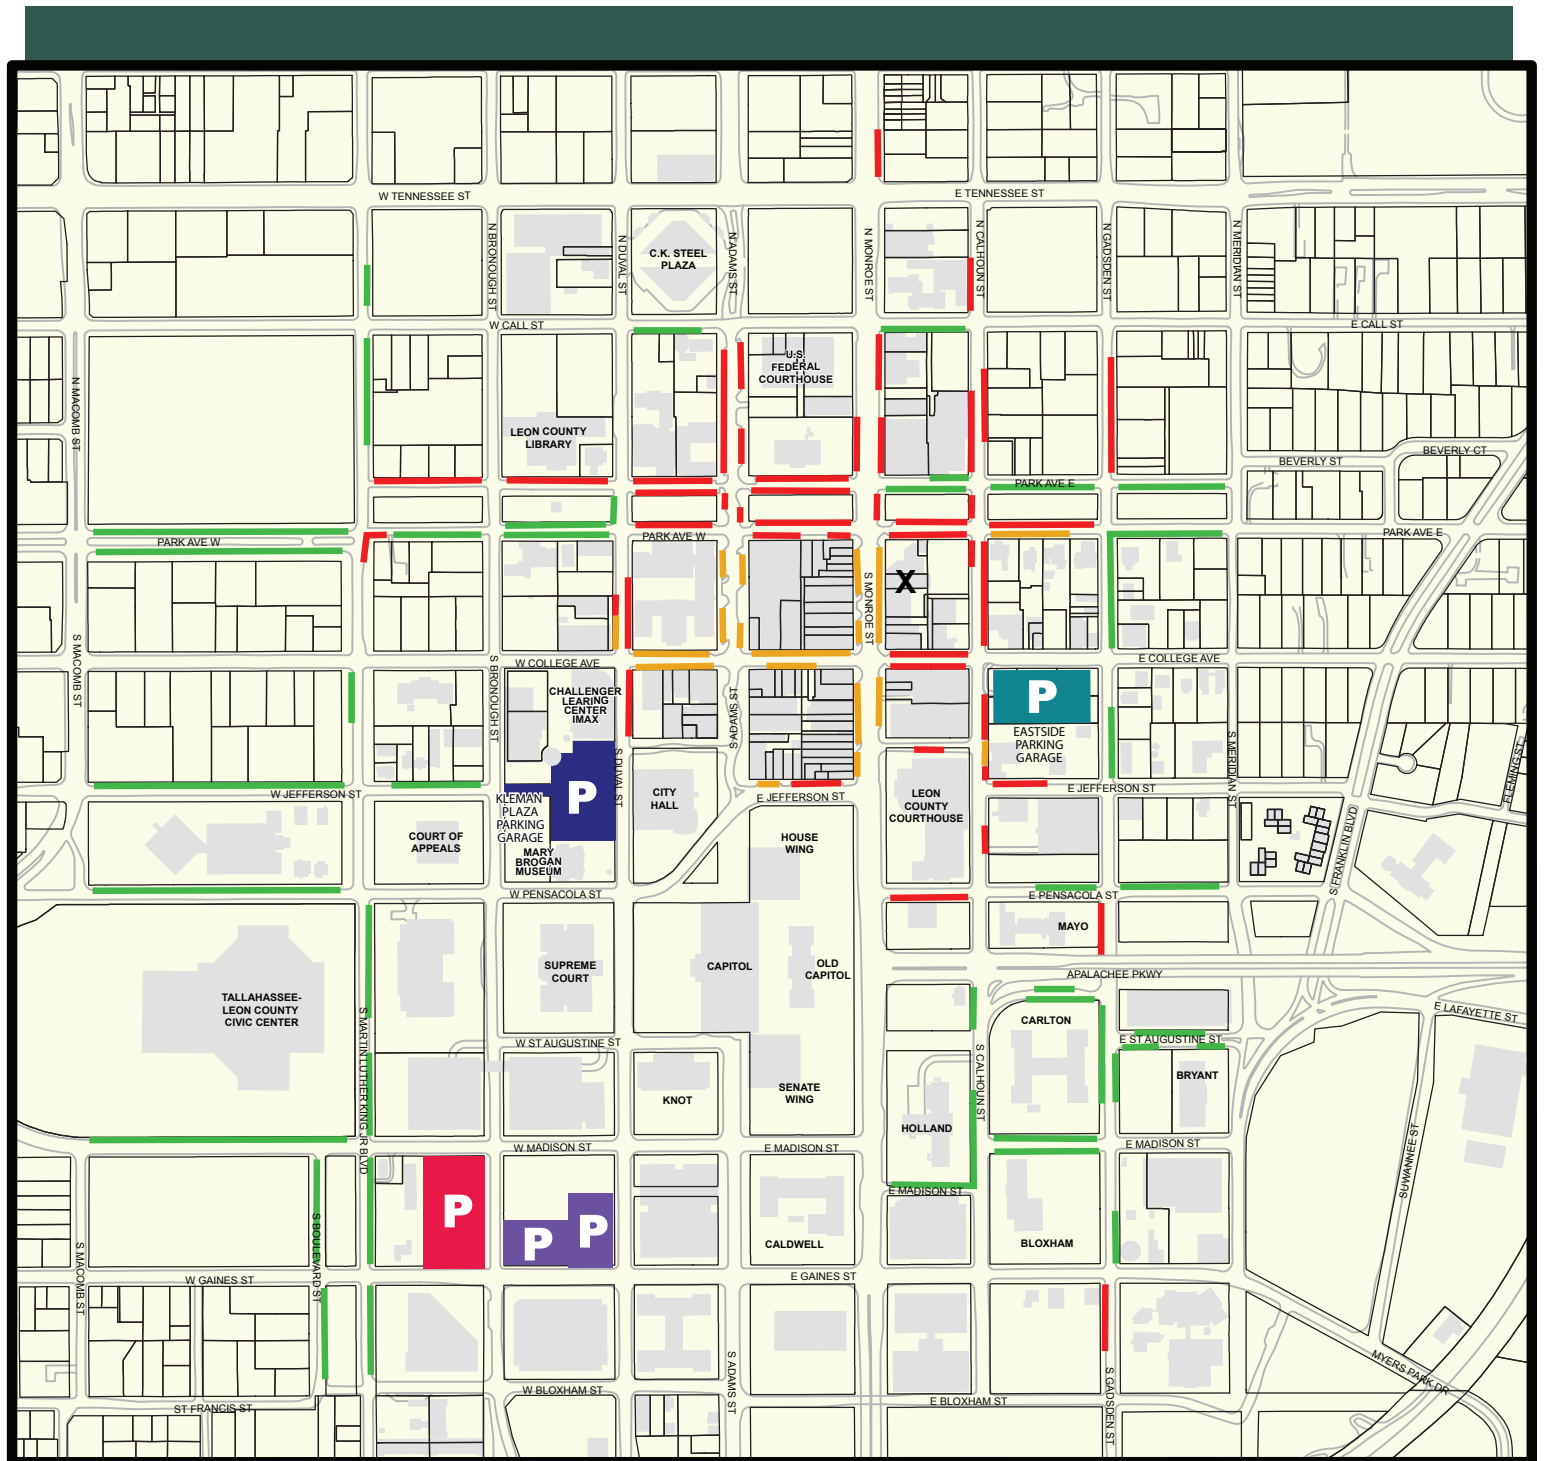 W TENNESSEE ST
E TENNESSEE ST
N BRONOUGH ST
N DUVAL ST
C.K. STEEL
PLAZA
N ADAMS ST
N MONROE ST
N CALHOUN ST
N GADSDEN ST
N MERIDIAN ST
W CALL ST
E CALL ST
N MACOMB ST
U.S.
FEDERAL
COURTHOUSE
LEON COUNTY
LIBRARY
BEVERLY CT
BEVERLY ST
PARK AVE E
PARK AVE W
PARK AVE W
PARK AVE E
X
S MONROE ST
S MACOMB ST
S BRONOUGH ST
W COLLEGE AVE
E COLLEGE AVE
CHALLENGER
LEARING
CENTER
IMAX
S ADAMS ST
P
EASTSIDE
PARKING
GARAGE
S DUVAL ST
S MERIDIAN ST
FLEMING ST
P
KLEMAN
PLAZA
PARKING
GARAGE
CITY
HALL
W JEFFERSON ST
E JEFFERSON ST
E JEFFERSON ST
LEON
COUNTY
COURTHOUSE
COURT OF
APPEALS
HOUSE
WING
S FRANKLIN BLVD
MARY
BROGAN
MUSEUM
W PENSACOLA ST
E PENSACOLA ST
MAYO
SUPREME
COURT
CAPITOL
OLD
CAPITOL
APALACHEE PKWY
TALLAHASSEE-
LEON COUNTY
CIVIC CENTER
S MARTIN LUTHER KING JR BLVD
CARLTON
E LAFAYETTE ST
W ST AUGUSTINE ST
E ST AUGUSTINE ST
S CALHOUN ST
BRYANT
KNOT
SENATE
WING
HOLLAND
W MADISON ST
E MADISON ST
E MADISON ST
E MADISON ST
SUWANNEE ST
P
P
P
S MACOMB ST
S BOULEVARD ST
CALDWELL
BLOXHAM
W GAINES ST
E GAINES ST
S ADAMS ST
S GADSDEN ST
MYERS PARK DR
W BLOXHAM ST
E BLOXHAM ST
ST FRANCIS ST